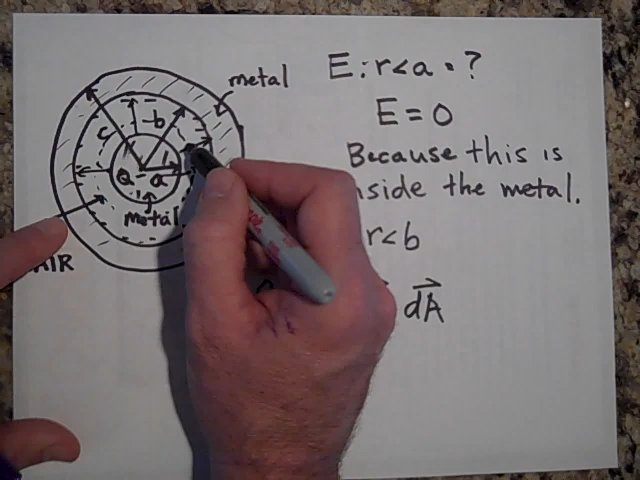 metal
b
c
Q
a
metal
AIR
E: r<a = ?
E = 0
Because this is
inside the metal.
r<b
dA